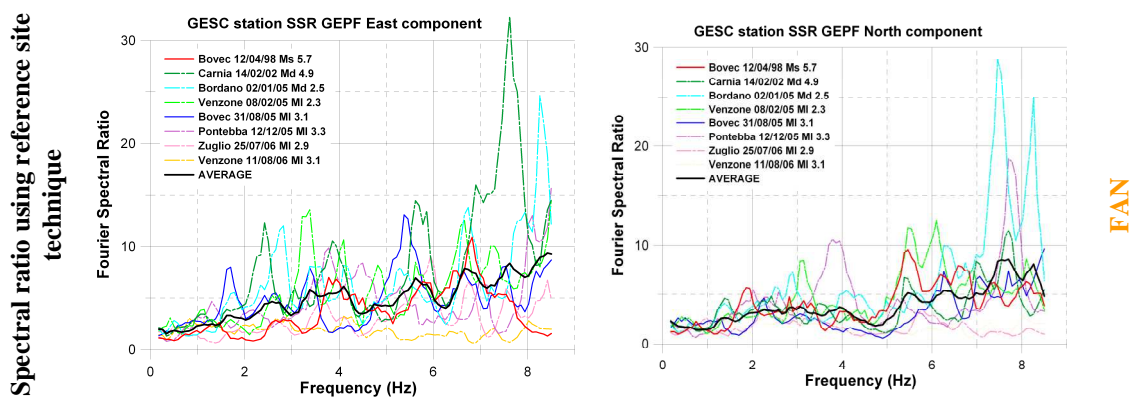 Spectral ratio using reference site
technique
GESC station SSR GEPF East component
Fourier Spectral Ratio
30
20
10
0
Bovec 12/04/98 Ms 5.7
Carnia 14/02/02 Md 4.9
Bordano 02/01/05 Md 2.5
Venzone 08/02/05 Ml 2.3
Bovec 31/08/05 Ml 3.1
Pontebba 12/12/05 Ml 3.3
Zuglio 25/07/06 Ml 2.9
Venzone 11/08/06 Ml 3.1
AVERAGE
0 2 4 6 8
Frequency (Hz)
GESC station SSR GEPF North component
Fourier Spectral Ratio
30
20
10
0
Bovec 12/04/98 Ms 5.7
Carnia 14/02/02 Md 4.9
Bordano 02/01/05 Md 2.5
Venzone 08/02/05 Ml 2.3
Bovec 31/08/05 Ml 3.1
Pontebba 12/12/05 Ml 3.3
Zuglio 25/07/06 Ml 2.9
Venzone 11/08/06 Ml 3.1
AVERAGE
0 2 4 6 8
Frequency (Hz)
FAN